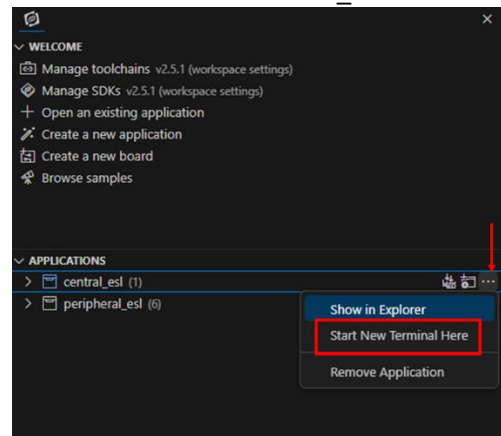 WELCOME
Manage toolchains v2.5.1 (workspace settings)
Manage SDKs v2.5.1 (workspace settings)
Open an existing application
Create a new application
Create a new board
Browse samples
APPLICATIONS
central_esl (1)
peripheral_esl (6)
Show in Explorer
Start New Terminal Here
Remove Application